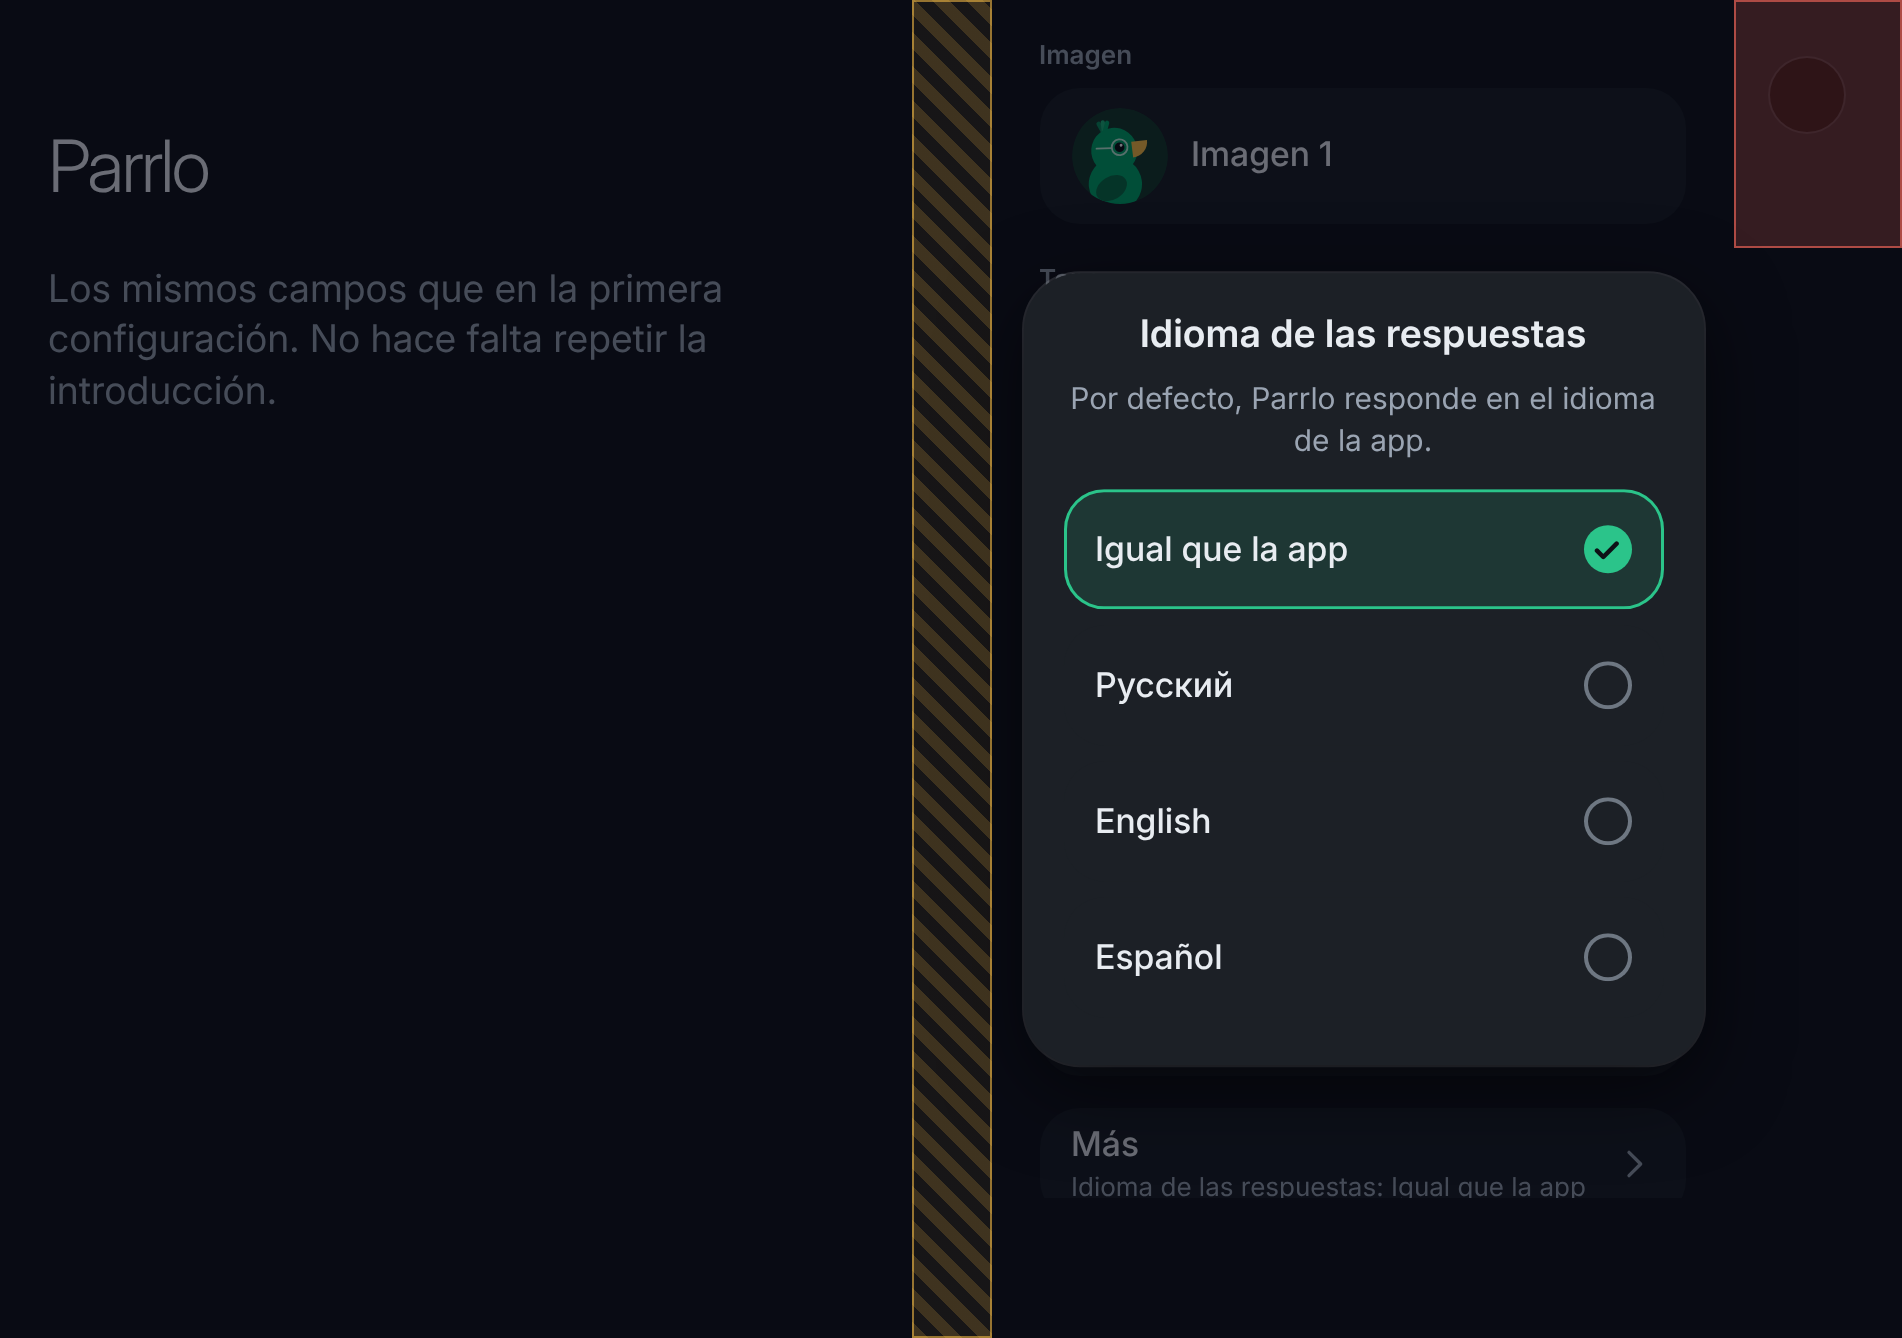 Parrlo
Los mismos campos que en la primera
configuración. No hace falta repetir la
introducción.
Imagen
Imagen 1
Idioma de las respuestas
Por defecto, Parrlo responde en el idioma
de la app.
Igual que la app
Русский
English
Español
Más
Idioma de las respuestas: Igual que la app